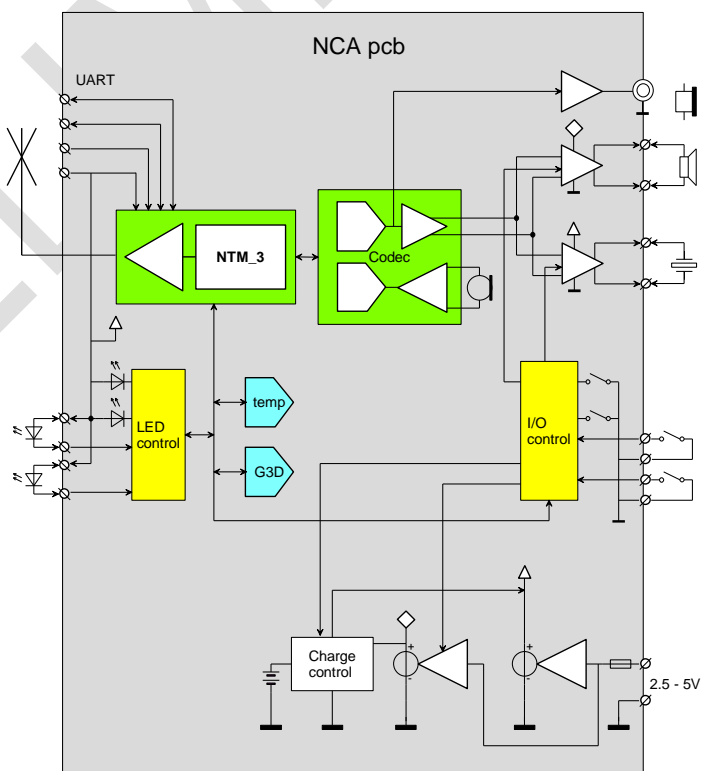 NCA pcb
UART
NTM_3
Codec
temp
G3D
LED
control
I/O
control
Charge
control
+
-
+
-
2.5 - 5V